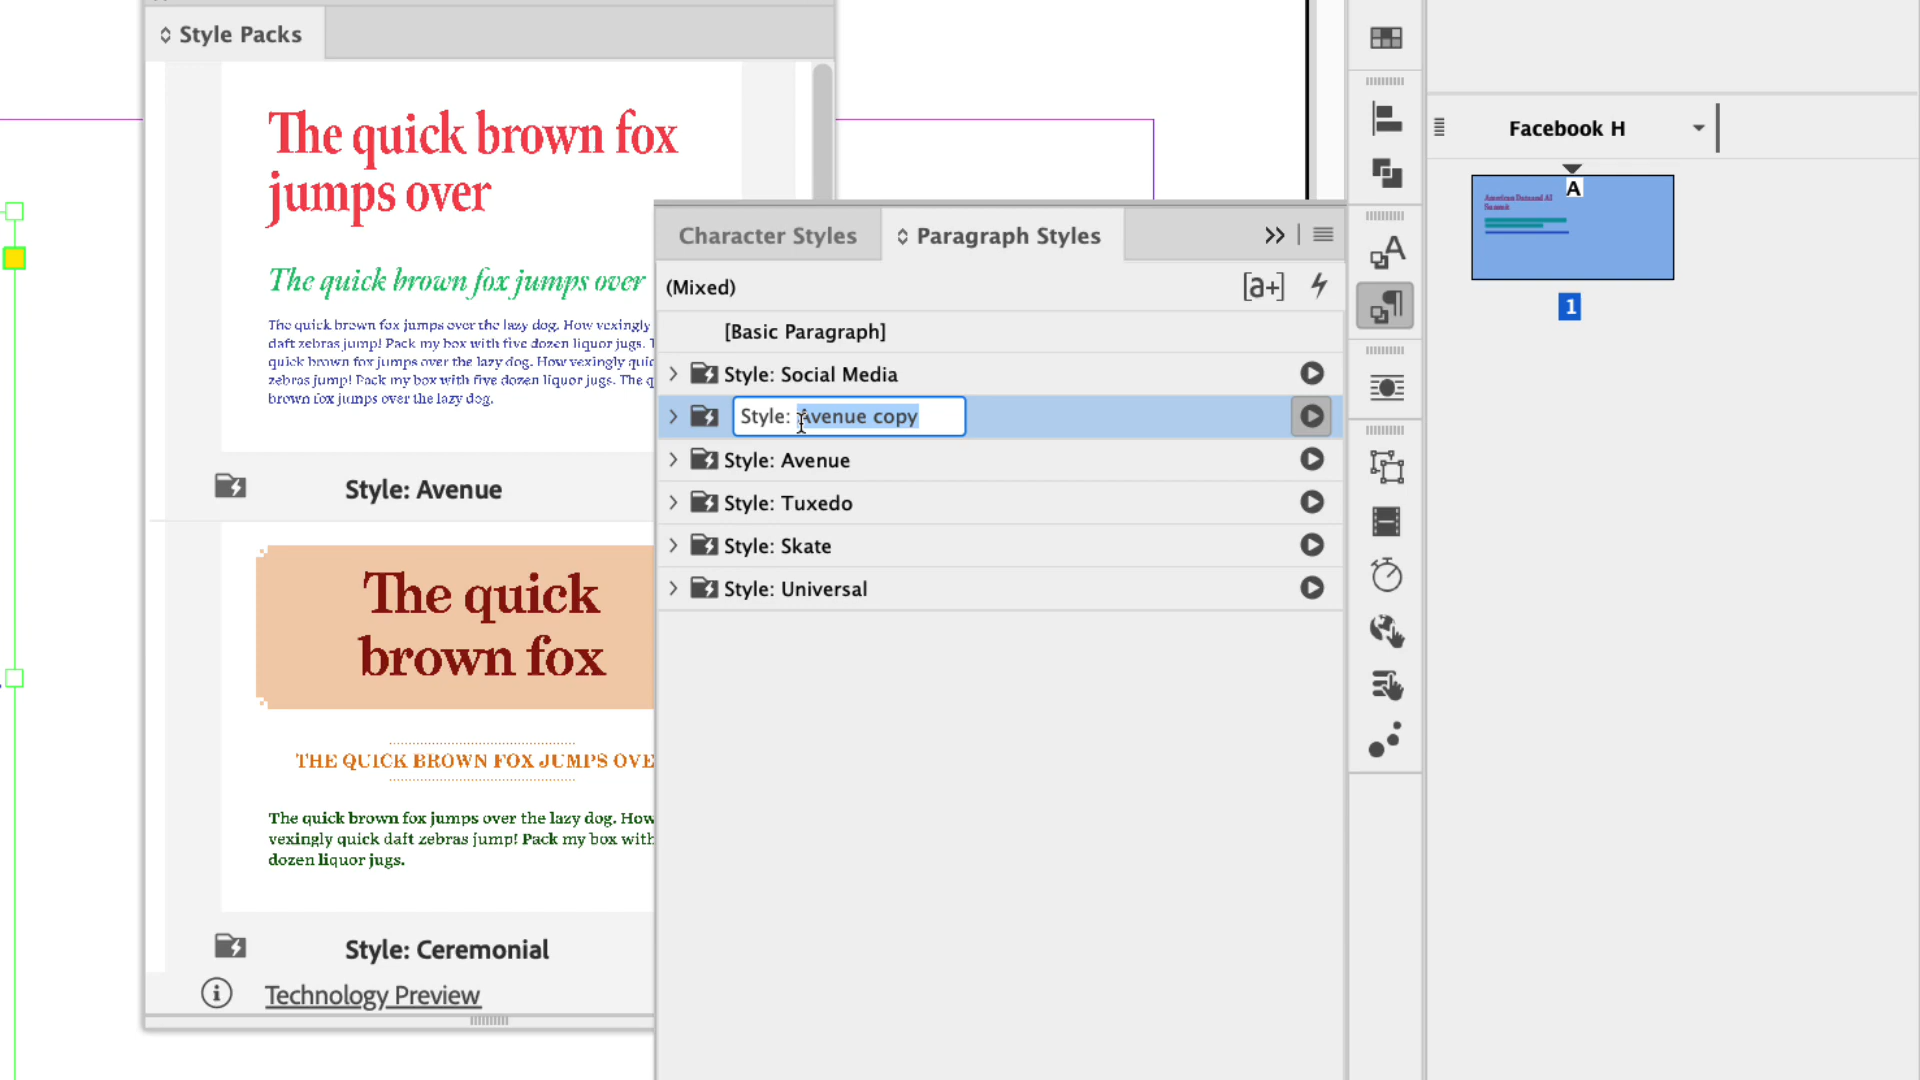 Style Packs
The quick brown fox
jumps over
The quick brown fox jumps over
The quick brown fox jumps over the lazy dog. How vexingly
daft zebras jump! Pack my box with five dozen liquor jugs. T
quick brown fox jumps over the lazy dog. How vexingly quic
zebras jump! Pack my box with five dozen liquor jugs. The q
brown fox jumps over the lazy dog.
Style: Avenue
The quick
brown fox
THE QUICK BROWN FOX JUMPS OVE
The quick brown fox jumps over the lazy dog. How
vexingly quick daft zebras jump! Pack my box with
dozen liquor jugs.
Style: Ceremonial
Technology Preview
Character Styles
Paragraph Styles
(Mixed)
[a+]
[Basic Paragraph]
Style: Social Media
Style: Avenue copy
Style: Avenue
Style: Tuxedo
Style: Skate
Style: Universal
Facebook H
A
American Demand AI
Summit
1